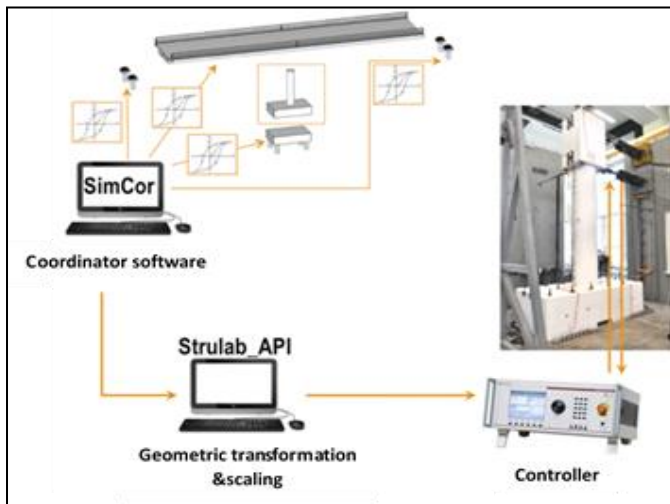 SimCor
Coordinator software
Strulab_API
Geometric transformation
&scaling
Controller